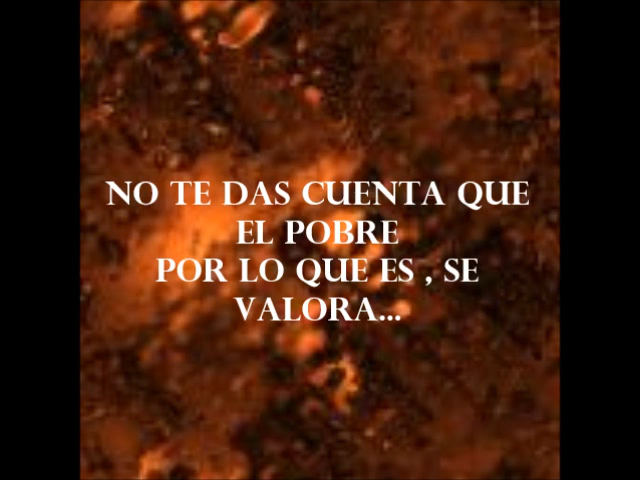 NO TE DAS CUENTA QUE
EL POBRE
POR LO QUE ES , SE
VALORA...